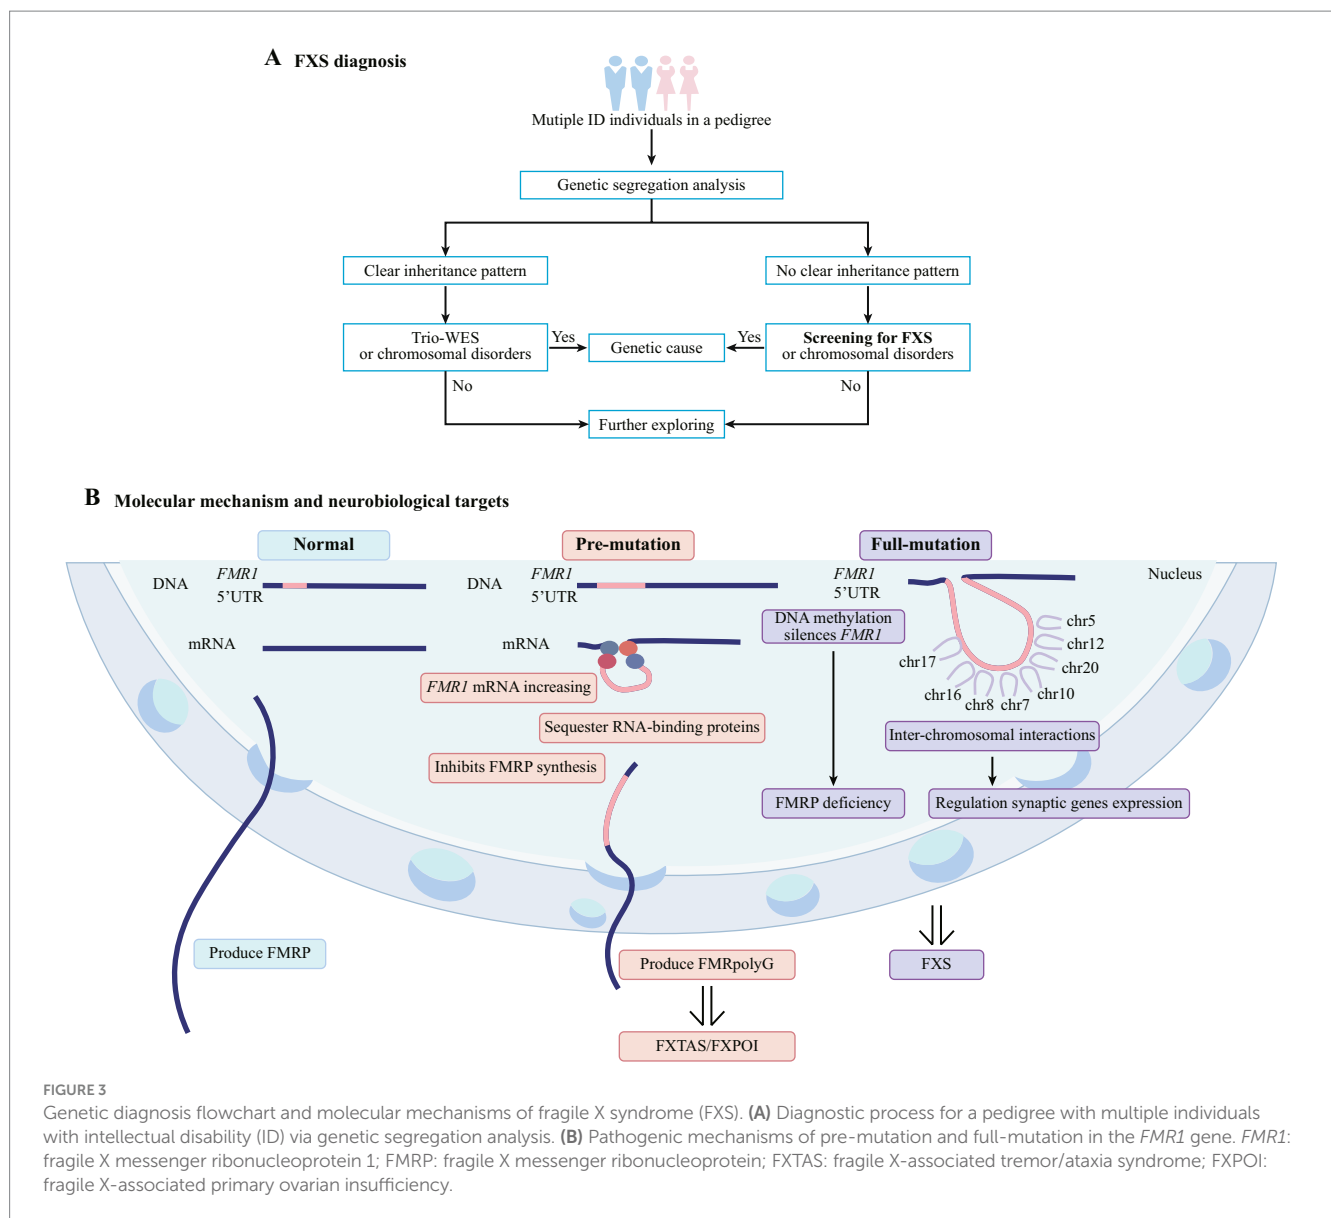 A FXS diagnosis
Mutiple ID individuals in a pedigree
Genetic segregation analysis
Clear inheritance pattern
No clear inheritance pattern
Trio-WES
or chromosomal disorders
Yes
Genetic cause
Yes
Screening for FXS
or chromosomal disorders
No
No
Further exploring
B Molecular mechanism and neurobiological targets
Normal
Pre-mutation
Full-mutation
DNA
FMR1
5’UTR
mRNA
Produce FMRP
DNA
FMR1
5’UTR
mRNA
FMR1 mRNA increasing
Sequester RNA-binding proteins
Inhibits FMRP synthesis
Produce FMRpolyG
FXTAS/FXPOI
FMR1
5’UTR
Nucleus
DNA methylation
silences FMR1
chr5
chr12
chr20
chr10
chr7
chr8
chr16
chr17
Inter-chromosomal interactions
FMRP deficiency
Regulation synaptic genes expression
FXS
FIGURE 3
Genetic diagnosis flowchart and molecular mechanisms of fragile X syndrome (FXS). (A) Diagnostic process for a pedigree with multiple individuals
with intellectual disability (ID) via genetic segregation analysis. (B) Pathogenic mechanisms of pre-mutation and full-mutation in the FMR1 gene. FMR1:
fragile X messenger ribonucleoprotein 1; FMRP: fragile X messenger ribonucleoprotein; FXTAS: fragile X-associated tremor/ataxia syndrome; FXPOI:
fragile X-associated primary ovarian insufficiency.